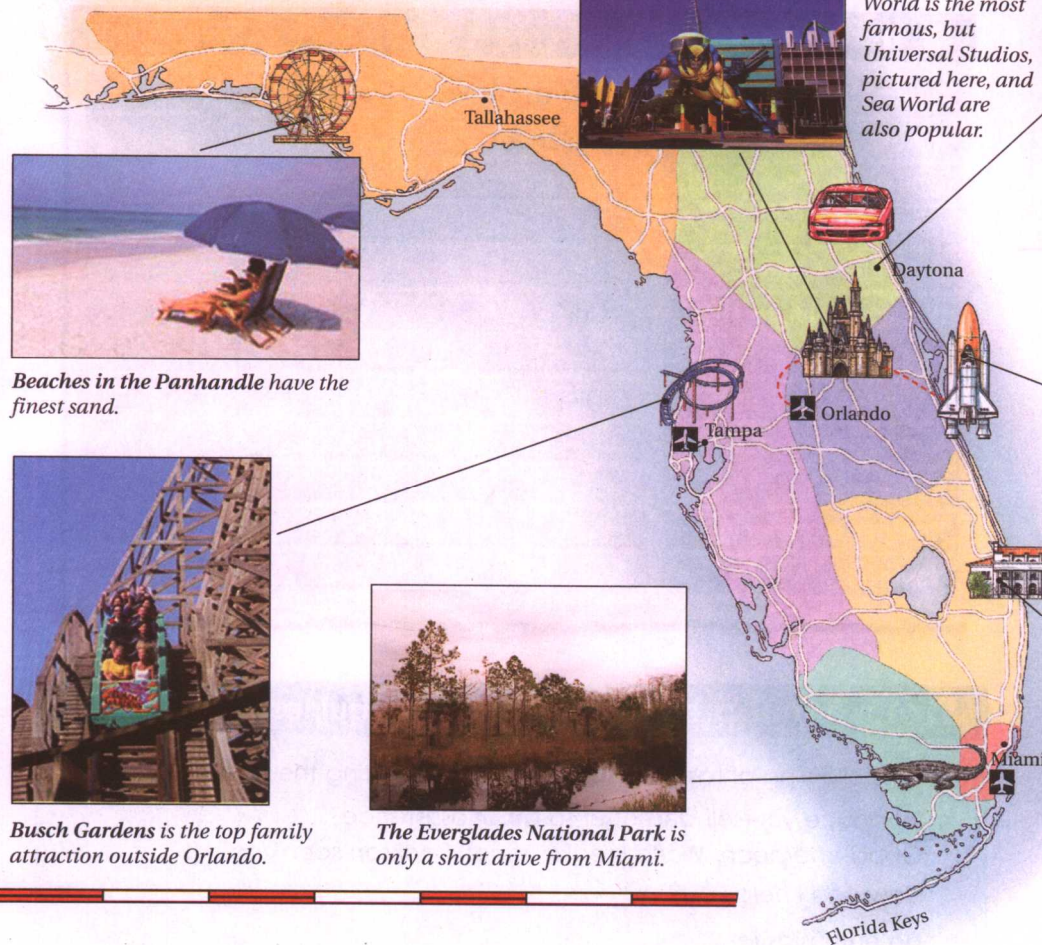 World is the most
famous, but
Universal Studios,
pictured here, and
Sea World are
also popular.
Tallahassee
Daytona
Beaches in the Panhandle have the
finest sand.
Orlando
Tampa
Miami
Busch Gardens is the top family
attraction outside Orlando.
The Everglades National Park is
only a short drive from Miami.
Florida Keys